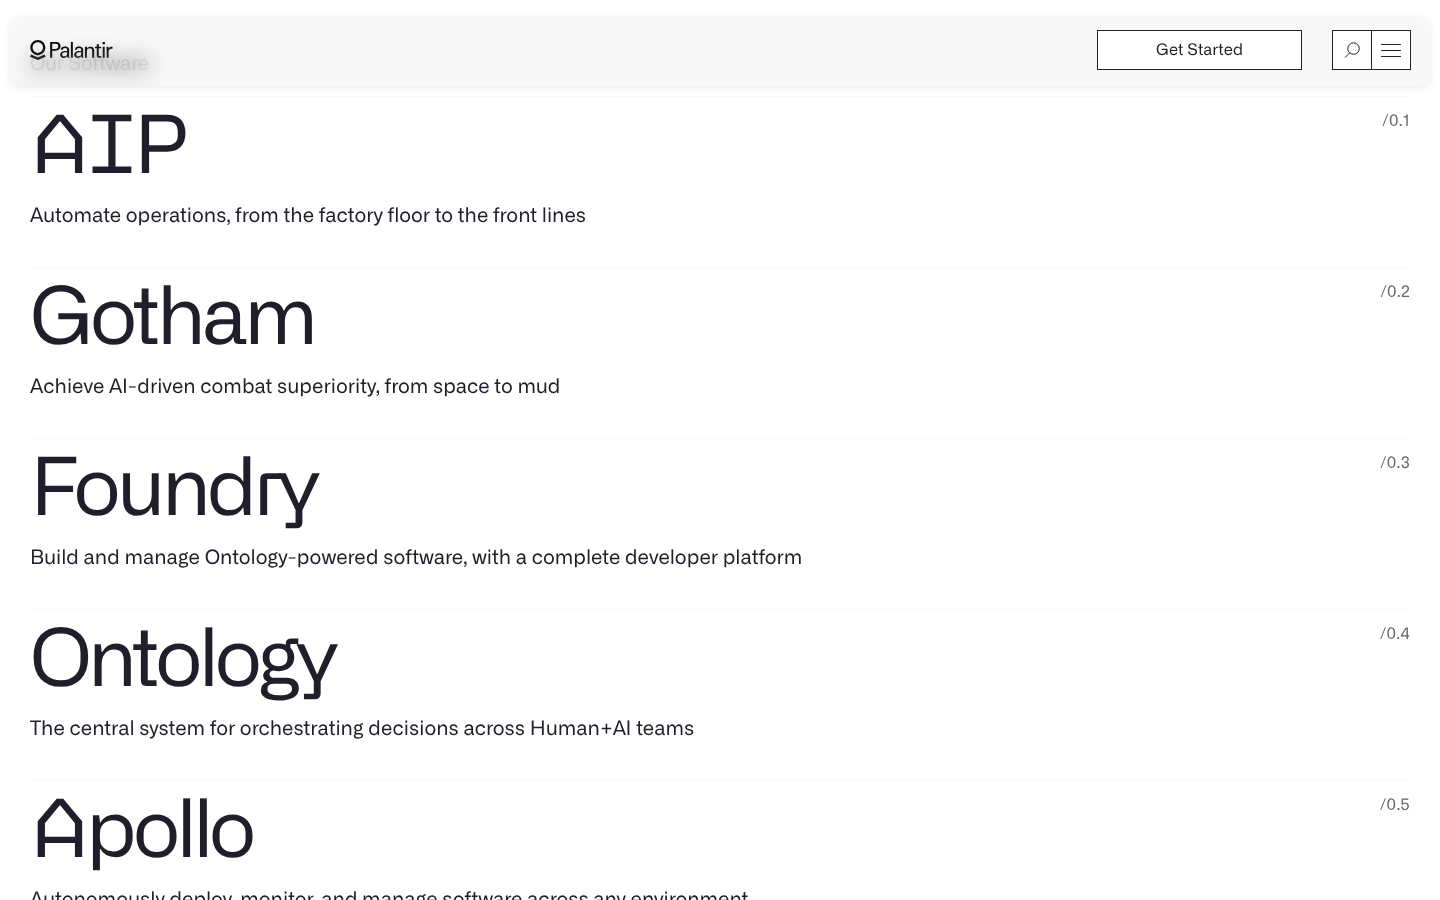 Palantir
Get Started
Our Software
AIP
/0.1
Automate operations, from the factory floor to the front lines
Gotham
/0.2
Achieve AI-driven combat superiority, from space to mud
Foundry
/0.3
Build and manage Ontology-powered software, with a complete developer platform
Ontology
/0.4
The central system for orchestrating decisions across Human+AI teams
Apollo
/0.5
Autonomously deploy, monitor, and manage software across any environment